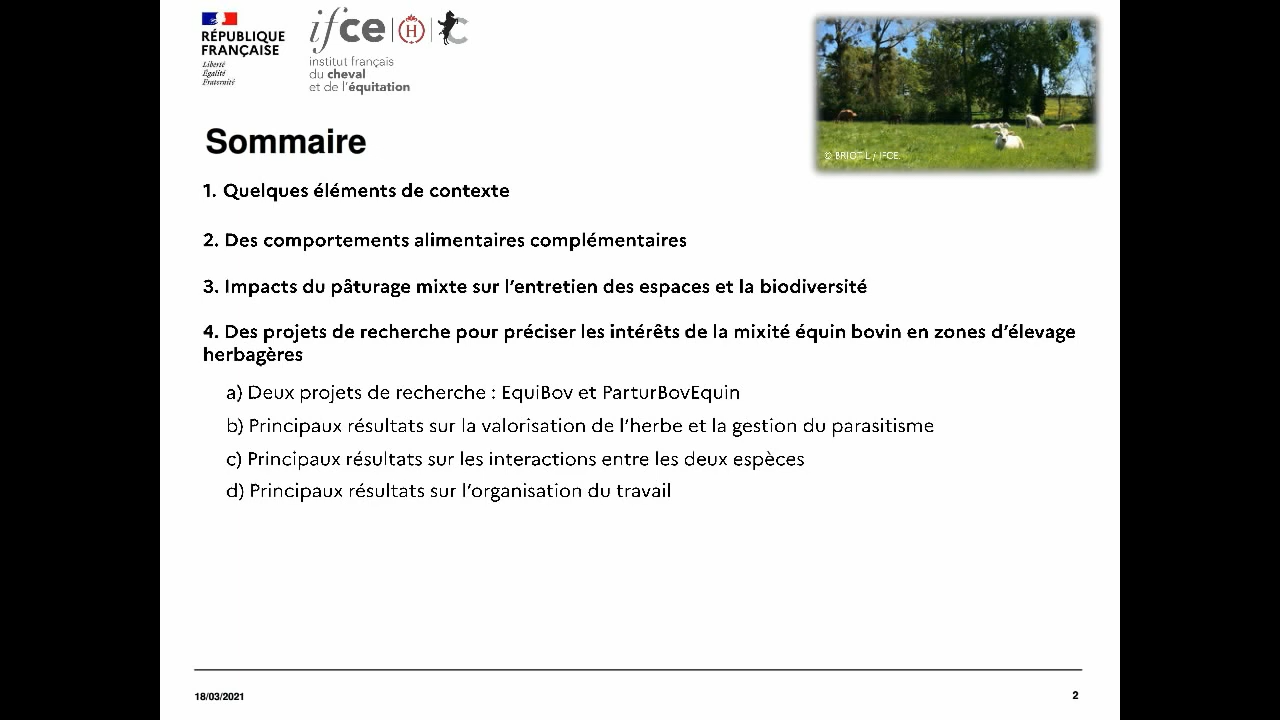 RÉPUBLIQUE
FRANÇAISE
Liberté
Égalité
Fraternité
ifce
H
institut français
du cheval
et de l'équitation
© BRIOT L / IFCE.
Sommaire
1. Quelques éléments de contexte
2. Des comportements alimentaires complémentaires
3. Impacts du pâturage mixte sur l'entretien des espaces et la biodiversité
4. Des projets de recherche pour préciser les intérêts de la mixité équin bovin en zones d'élevage
herbagères
a) Deux projets de recherche : EquiBov et ParturBovEquin
b) Principaux résultats sur la valorisation de l'herbe et la gestion du parasitisme
c) Principaux résultats sur les interactions entre les deux espèces
d) Principaux résultats sur l'organisation du travail
18/03/2021
2